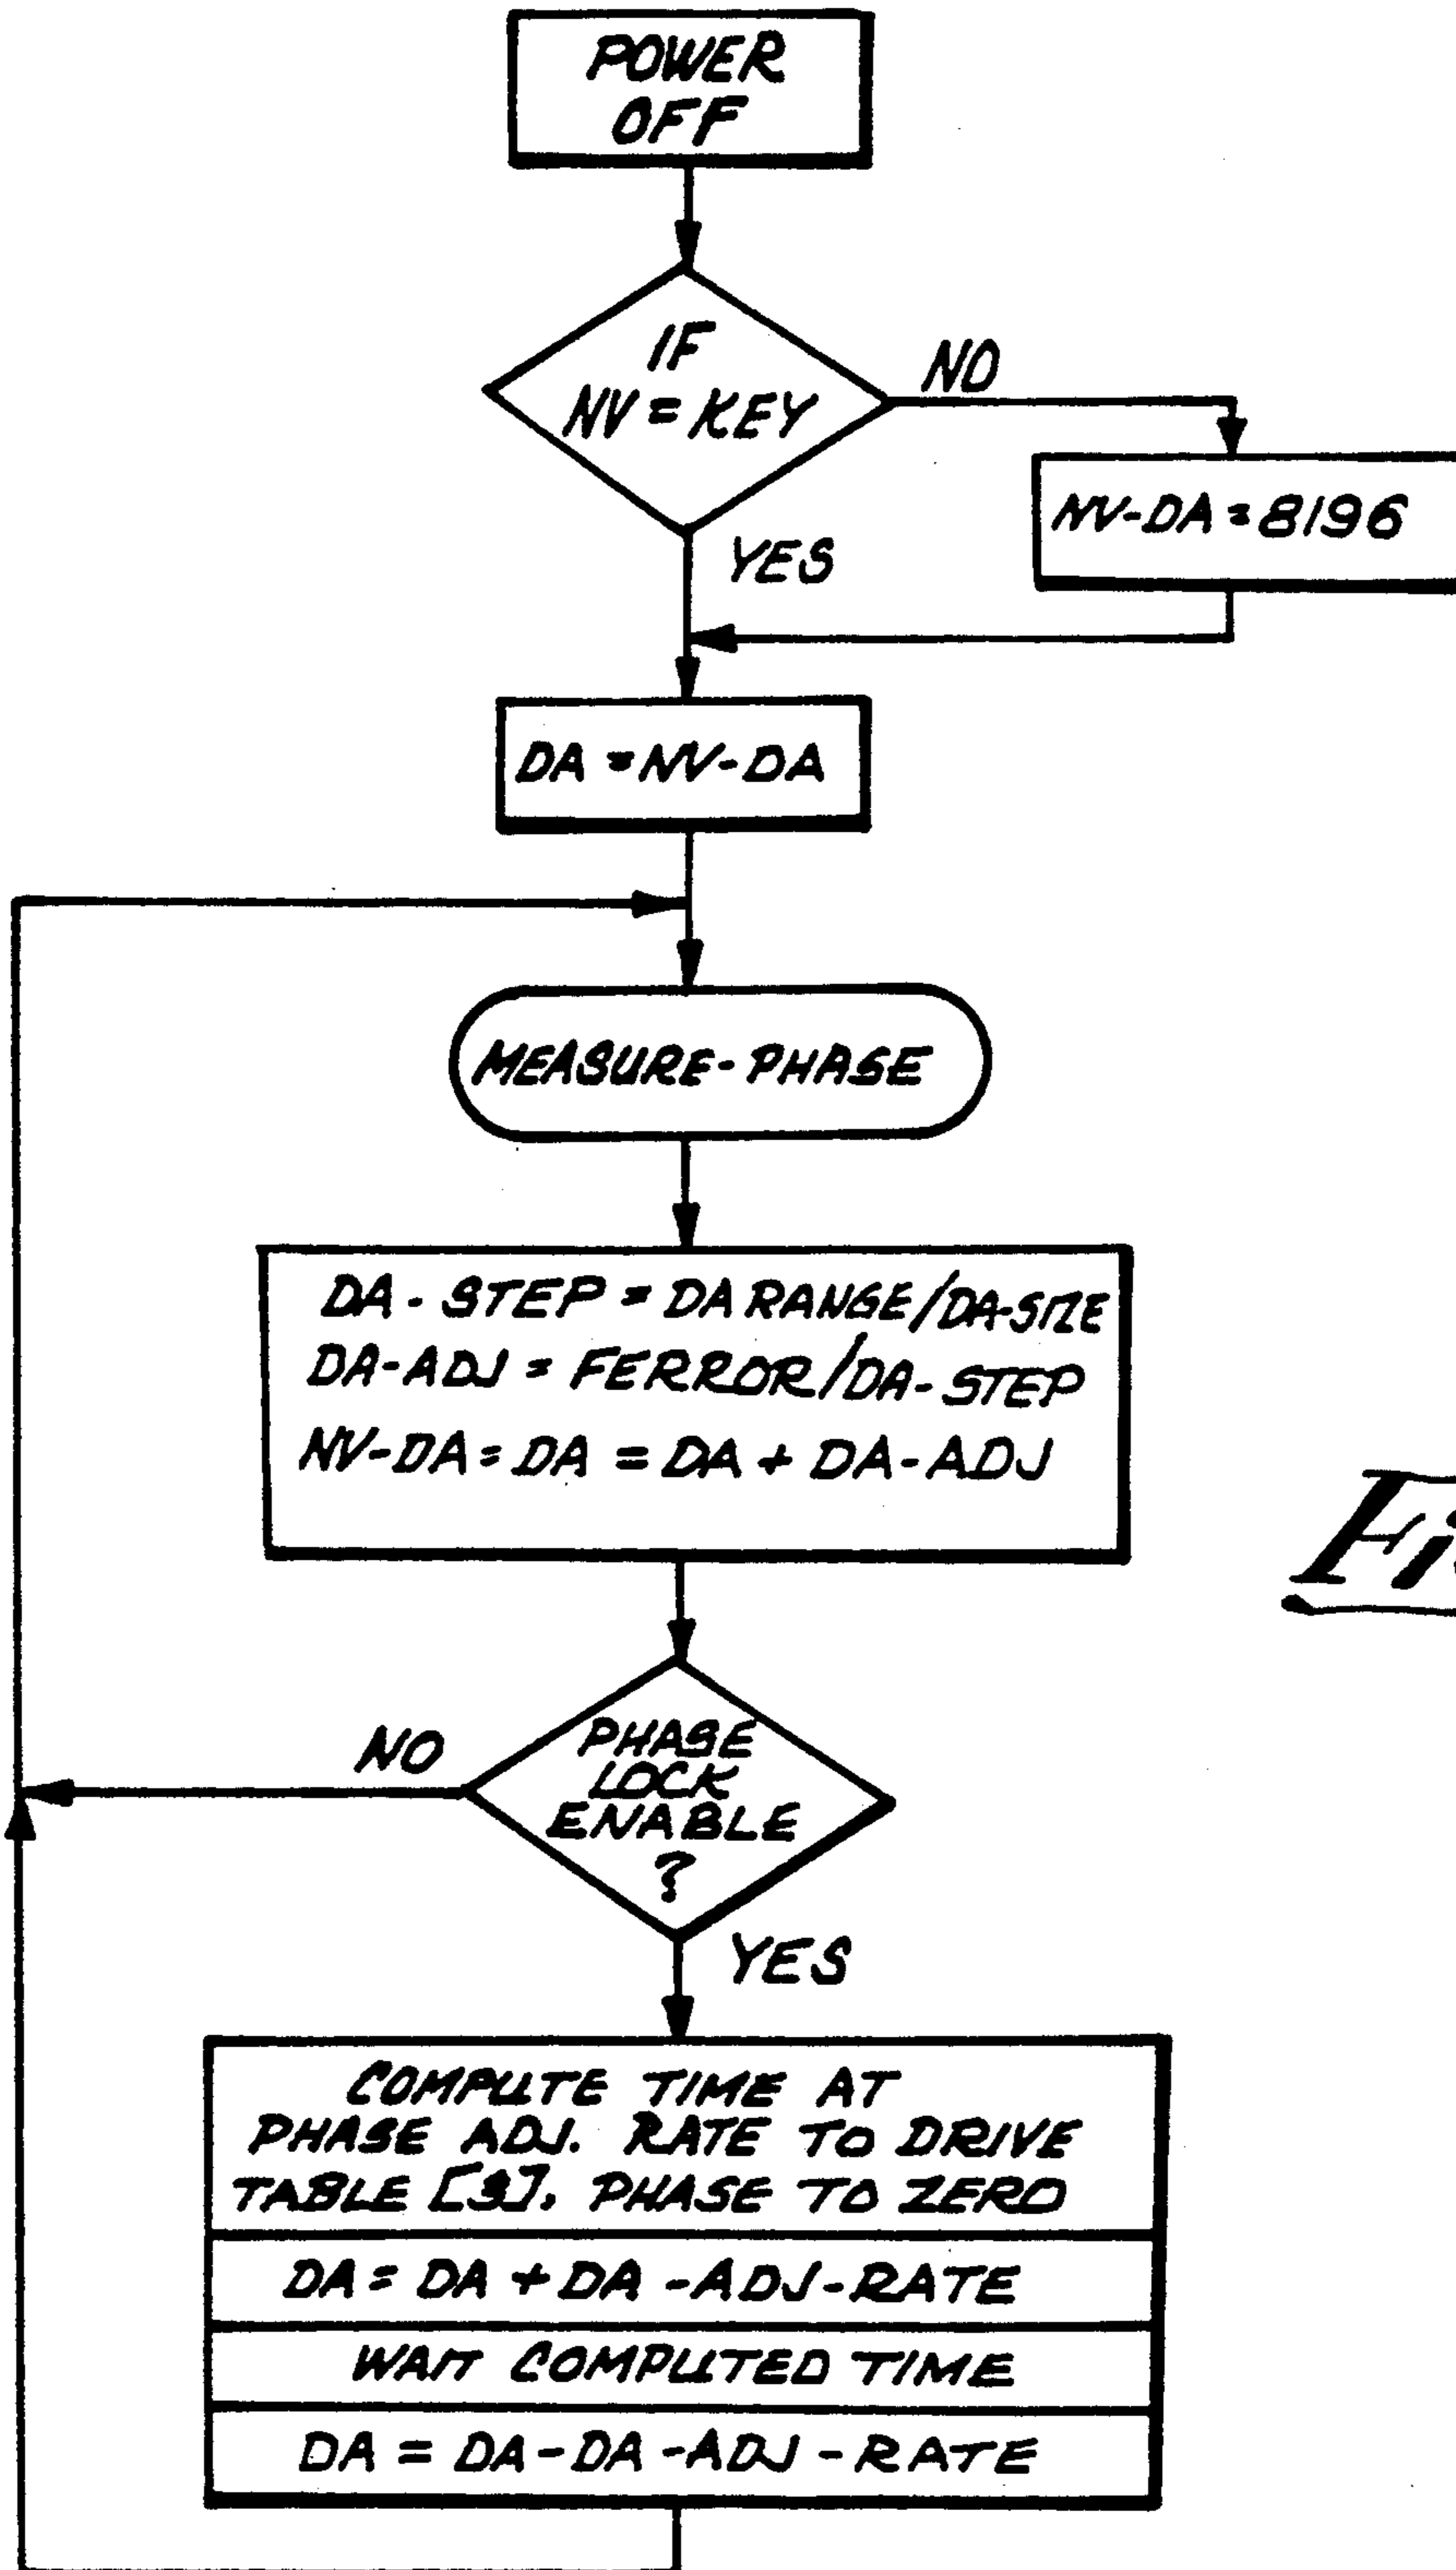 POWER
OFF
IF
NV = KEY
NO
NV-DA = 8196
YES
DA = NV-DA
MEASURE-PHASE
DA - STEP = DA RANGE/DA-SIZE
DA-ADJ = FERROR/DA-STEP
NV-DA = DA = DA + DA-ADJ
Fi
NO
PHASE
LOCK
ENABLE
?
YES
COMPUTE TIME AT
PHASE ADJ. RATE TO DRIVE
TABLE [3]. PHASE TO ZERO
DA = DA + DA -ADJ-RATE
WAIT COMPUTED TIME
DA = DA-DA -ADJ -RATE